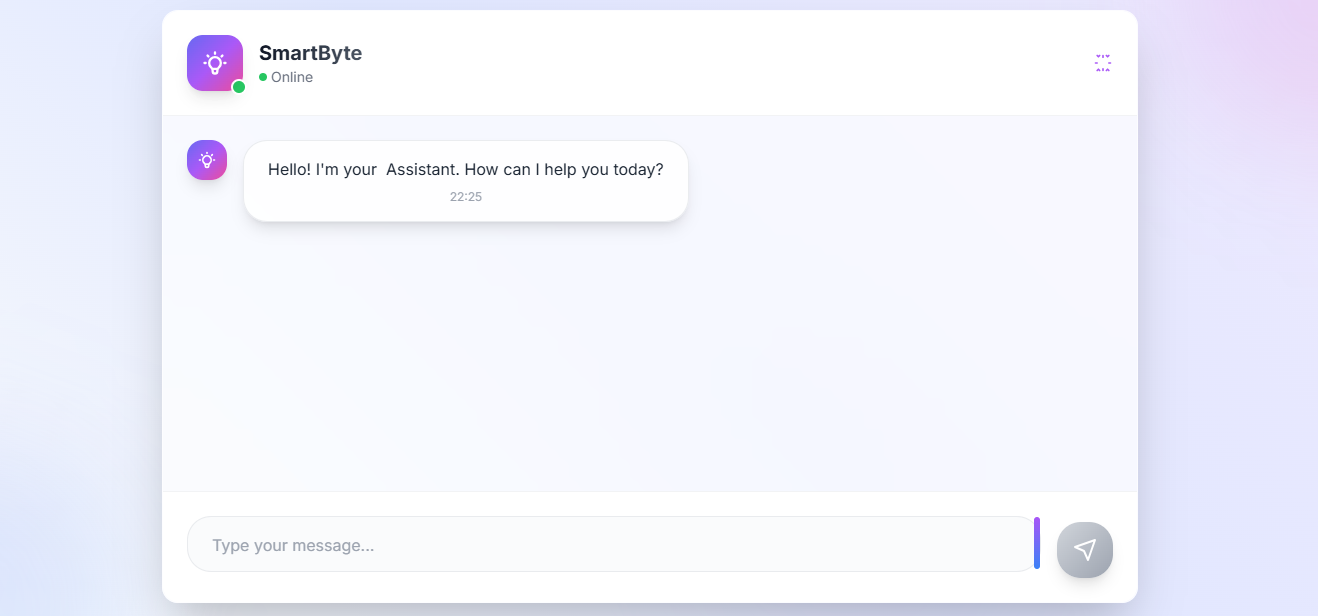 SmartByte
Online
Hello! I'm your  Assistant. How can I help you today?
22:25
Type your message...